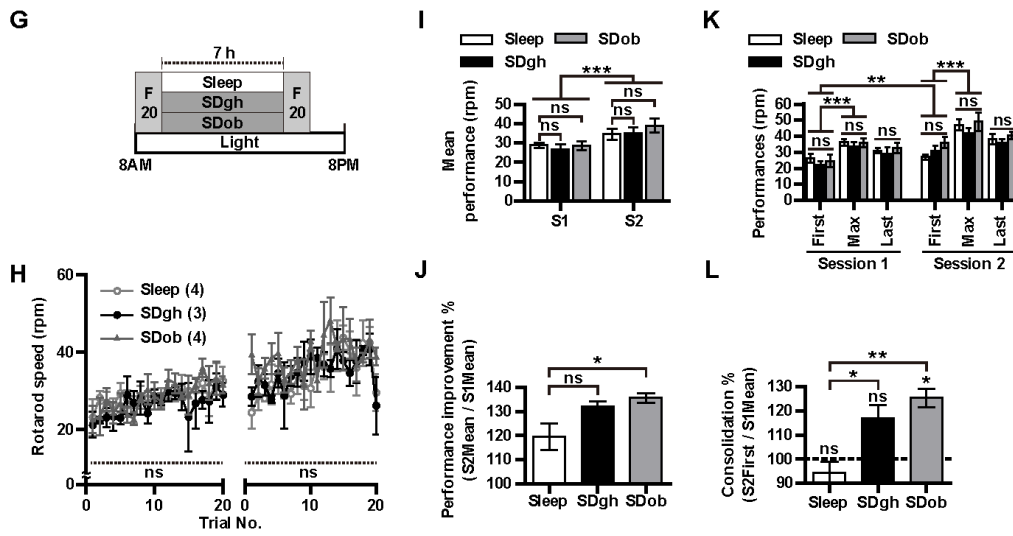 G
7 h
Sleep
SDgh
SDob
F
20
F
20
Light
8AM
8PM
H
Rotarod speed (rpm)
60
40
20
0
Sleep (4)
SDgh (3)
SDob (4)
ns
ns
0
10
20
0
10
20
Trial No.
I
Sleep
SDob
SDgh
***
ns
ns
ns
ns
Mean
performance (rpm)
50
40
30
20
10
0
S1
S2
J
Performance improvement %
(S2Mean / S1Mean)
140
130
120
110
100
*
ns
Sleep
SDgh
SDob
K
Sleep
SDob
SDgh
**
***
***
ns
ns
ns
ns
ns
ns
Performances (rpm)
60
50
40
30
20
10
0
First
Max
Last
First
Max
Last
Session 1
Session 2
L
Consolidation %
(S2First / S1Mean)
130
120
110
100
90
**
*
*
ns
ns
Sleep
SDgh
SDob